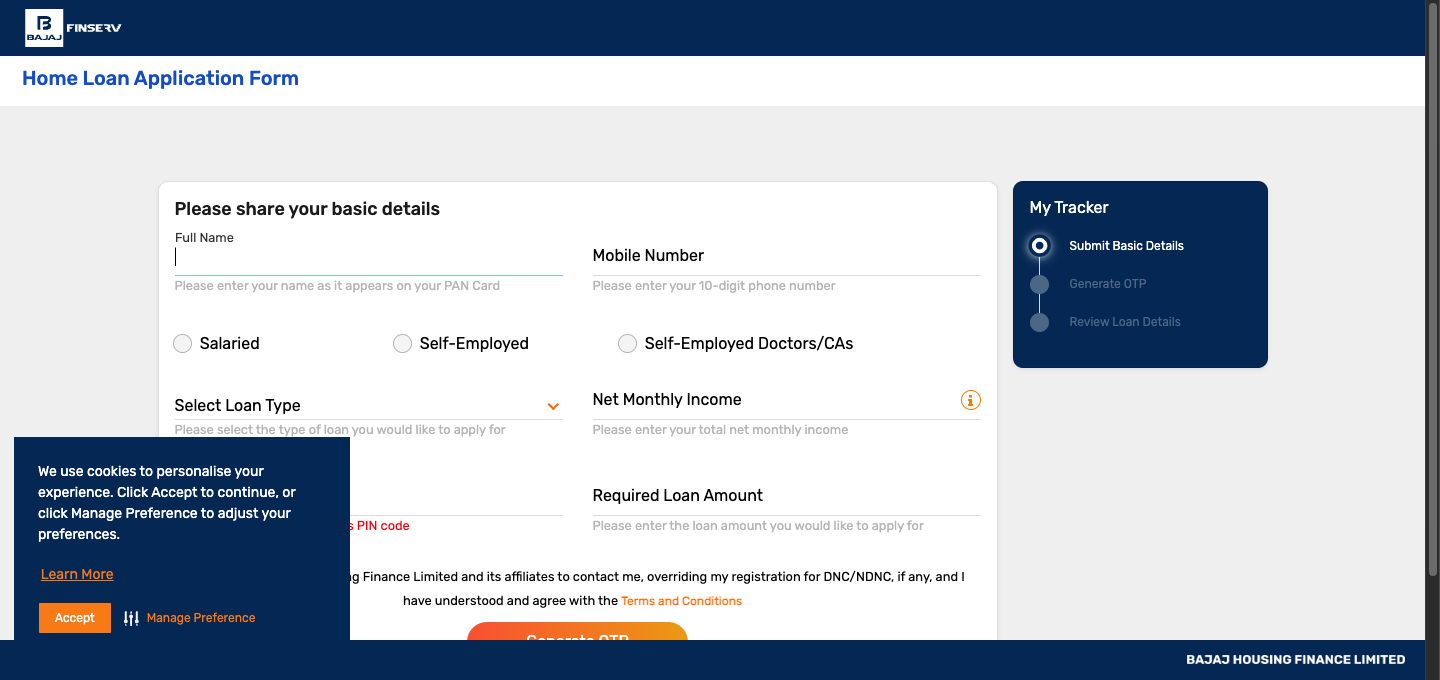 BAJAJ FINSERV
Home Loan Application Form
Please share your basic details
Full Name
Mobile Number
Please enter your name as it appears on your PAN Card
Please enter your 10-digit phone number
Salaried
Self-Employed
Self-Employed Doctors/CAs
Select Loan Type
Net Monthly Income
Please select the type of loan you would like to apply for
Please enter your total net monthly income
Required Loan Amount
PIN code
Please enter the loan amount you would like to apply for
Finance Limited and its affiliates to contact me, overriding my registration for DNC/NDNC, if any, and I
have understood and agree with the Terms and Conditions
Generate OTP
My Tracker
Submit Basic Details
Generate OTP
Review Loan Details
We use cookies to personalise your
experience. Click Accept to continue, or
click Manage Preference to adjust your
preferences.
Learn More
Accept
Manage Preference
BAJAJ HOUSING FINANCE LIMITED